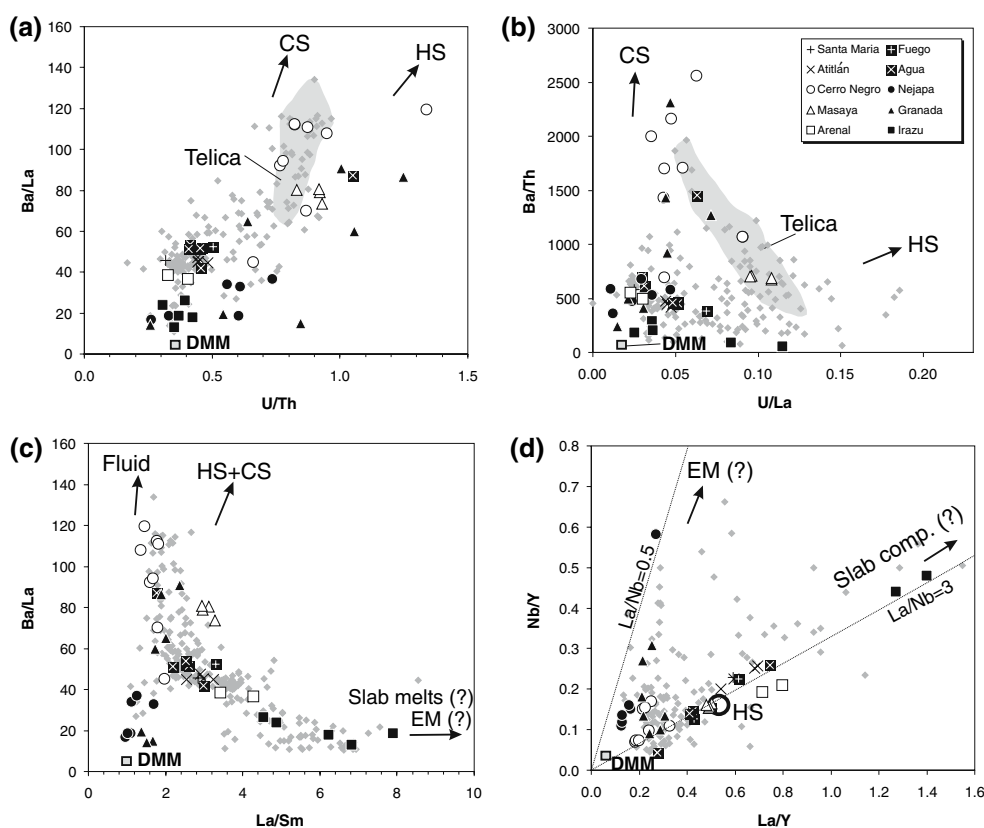 (a)
160
140
120
100
80
60
40
20
0
Ba/La
CS
HS
Telica
DMM
0.0
0.5
1.0
1.5
U/Th
(b)
3000
2500
2000
1500
1000
500
0
Ba/Th
CS
Santa Maria Fuego
Atitlán Agua
Cerro Negro Nejapa
Masaya Granada
Arenal Irazu
Telica
HS
DMM
0.00
0.05
0.10
0.15
0.20
U/La
(c)
160
140
120
100
80
60
40
20
0
Ba/La
Fluid
HS+CS
Slab melts (?)
EM (?)
DMM
0
2
4
6
8
10
La/Sm
(d)
0.8
0.7
0.6
0.5
0.4
0.3
0.2
0.1
0.0
Nb/Y
EM (?)
La/Nb=0.5
Slab comp. (?)
La/Nb=3
HS
DMM
0.0
0.2
0.4
0.6
0.8
1.0
1.2
1.4
1.6
La/Y